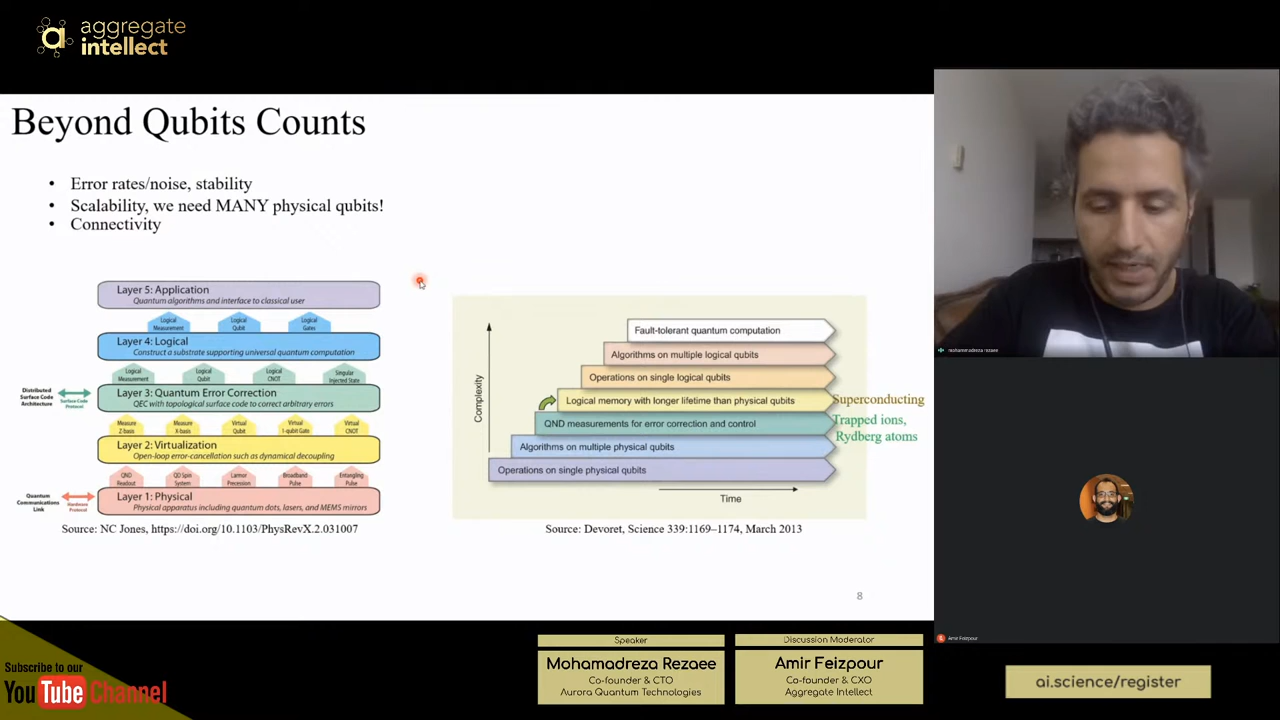 aggregate
intellect
Beyond Qubits Counts
• Error rates/noise, stability
• Scalability, we need MANY physical qubits!
• Connectivity
Layer 5: Application
Quantum algorithms and interface to classical user
Logical Measurement
Logical Qubit
Logical Gates
Layer 4: Logical
Construct a substrate supporting universal quantum computation
Logical Measurement
Logical Qubit
Logical CNOT
Singular Injected State
Distributed Surface Code Architecture
Surface Code Protocol
Layer 3: Quantum Error Correction
QEC with topological surface code to correct arbitrary errors
Measure Z-basis
Measure X-basis
Virtual Qubit
Virtual 1-qubit Gate
Virtual CNOT
Layer 2: Virtualization
Open-loop error-cancellation such as dynamical decoupling
QND Readout
QD Spin System
Larmor Precession
Broadband Pulse
Entangling Pulse
Quantum Communications Link
Hardware Protocol
Layer 1: Physical
Physical apparatus including quantum dots, lasers, and MEMS mirrors
Source: NC Jones, https://doi.org/10.1103/PhysRevX.2.031007
Complexity
Fault-tolerant quantum computation
Algorithms on multiple logical qubits
Operations on single logical qubits
Logical memory with longer lifetime than physical qubits
QND measurements for error correction and control
Algorithms on multiple physical qubits
Operations on single physical qubits
Time
Superconducting
Trapped ions,
Rydberg atoms
Source: Devoret, Science 339:1169–1174, March 2013
8
mohammadreza rezaee
Amir Feizpour
Subscribe to our
YouTube Channel
Speaker
Mohamadreza Rezaee
Co-founder & CTO
Aurora Quantum Technologies
Discussion Moderator
Amir Feizpour
Co-founder & CXO
Aggregate Intellect
ai.science/register